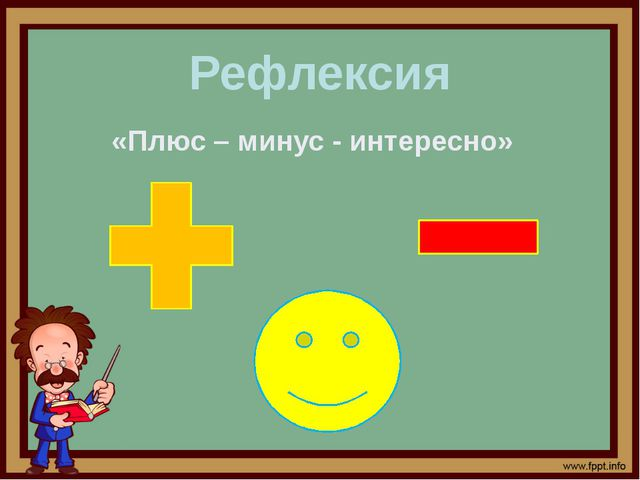 Рефлексия
«Плюс – минус - интересно»
www.fppt.info